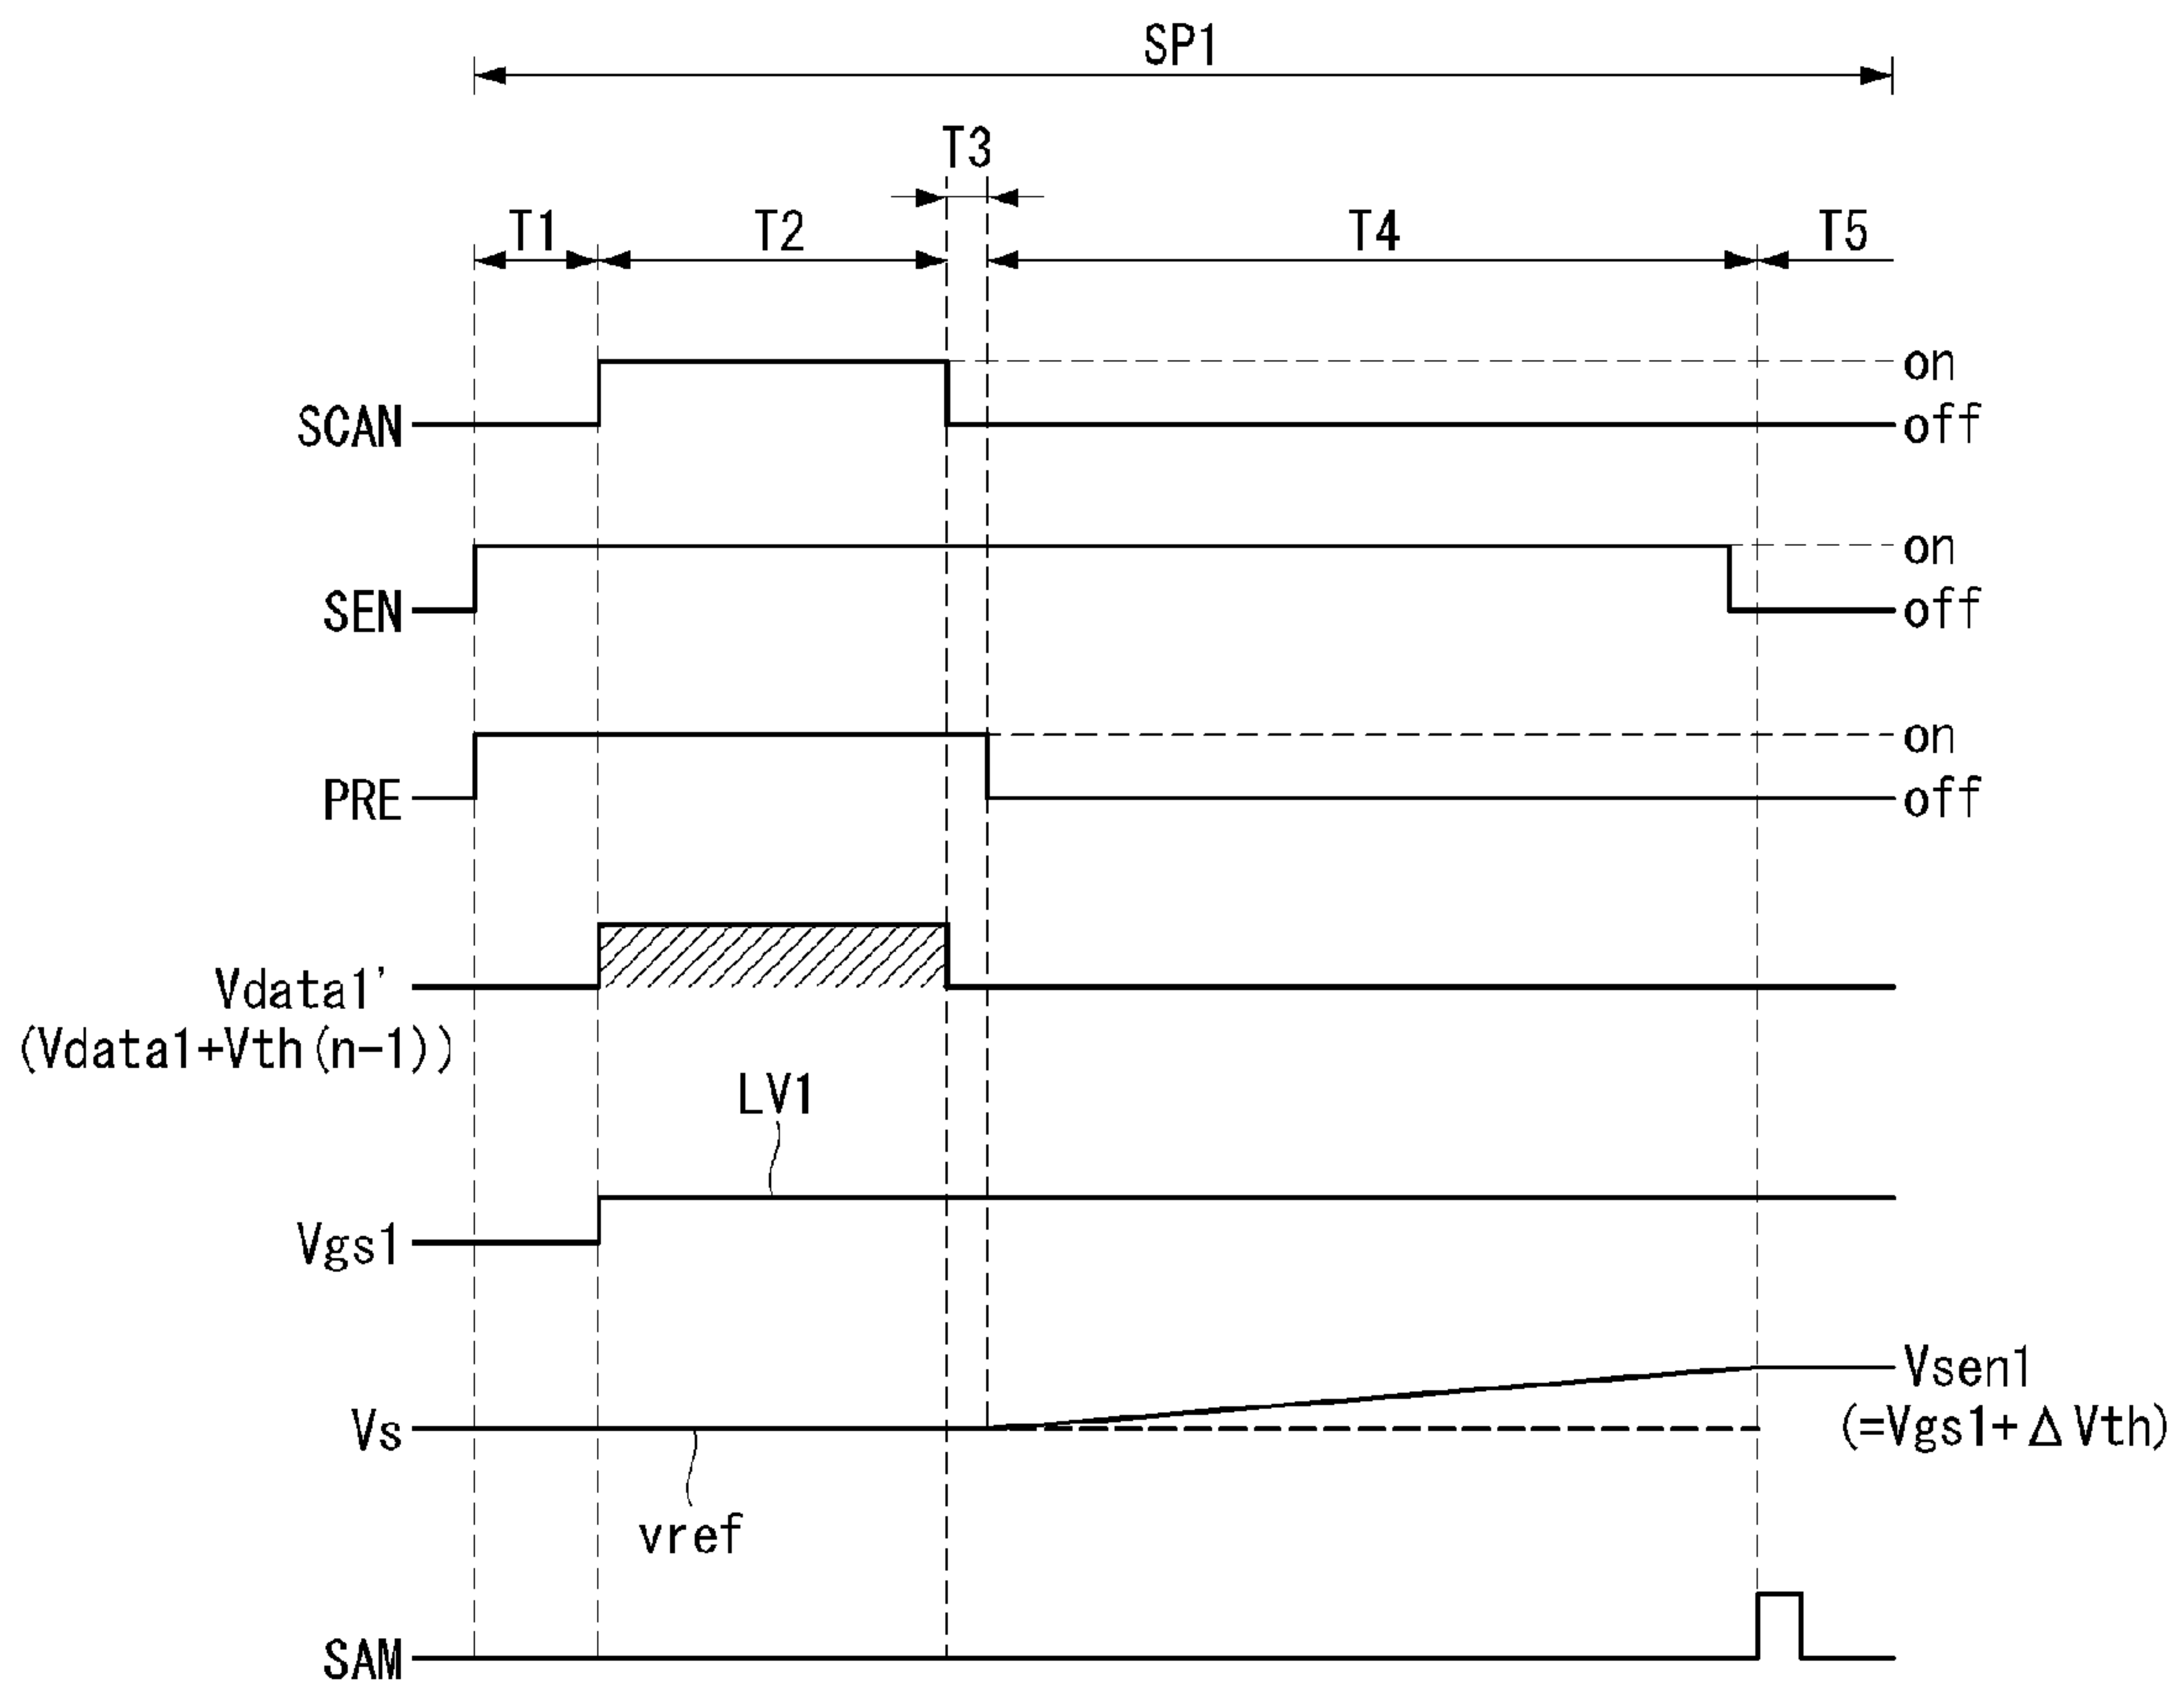 SP1
T3
T1 T2 T4 T5
on
SCAN off
on
SEN off
on
PRE off
Vdata1'
(Vdata1+Vth(n-1))
LV1
Vgs1
Vsen1
Vs (=Vgs1+ΔVth)
vref
SAM